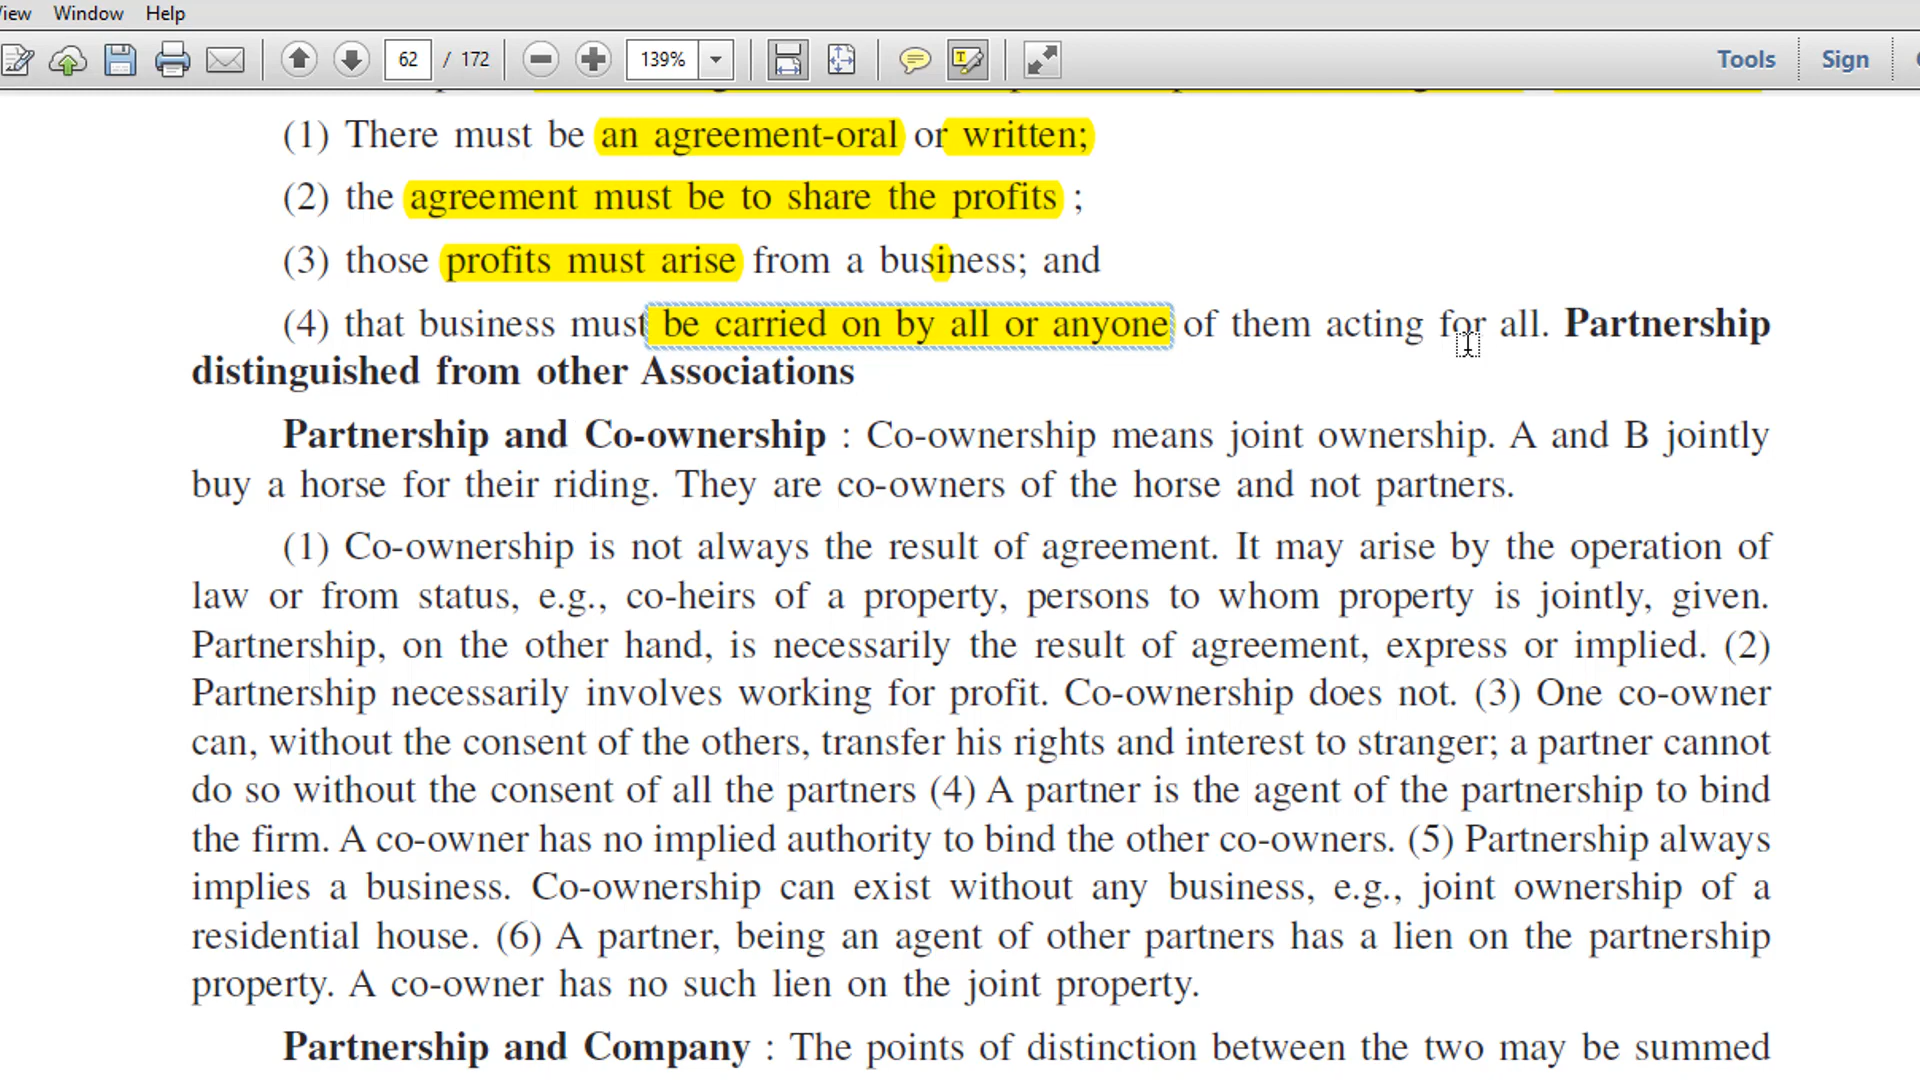 View Window Help
62 / 172 139% Tools Sign
(1) There must be an agreement-oral or written;
(2) the agreement must be to share the profits ;
(3) those profits must arise from a business; and
(4) that business must be carried on by all or anyone of them acting for all. Partnership
distinguished from other Associations
Partnership and Co-ownership : Co-ownership means joint ownership. A and B jointly
buy a horse for their riding. They are co-owners of the horse and not partners.
(1) Co-ownership is not always the result of agreement. It may arise by the operation of
law or from status, e.g., co-heirs of a property, persons to whom property is jointly, given.
Partnership, on the other hand, is necessarily the result of agreement, express or implied. (2)
Partnership necessarily involves working for profit. Co-ownership does not. (3) One co-owner
can, without the consent of the others, transfer his rights and interest to stranger; a partner cannot
do so without the consent of all the partners (4) A partner is the agent of the partnership to bind
the firm. A co-owner has no implied authority to bind the other co-owners. (5) Partnership always
implies a business. Co-ownership can exist without any business, e.g., joint ownership of a
residential house. (6) A partner, being an agent of other partners has a lien on the partnership
property. A co-owner has no such lien on the joint property.
Partnership and Company : The points of distinction between the two may be summed